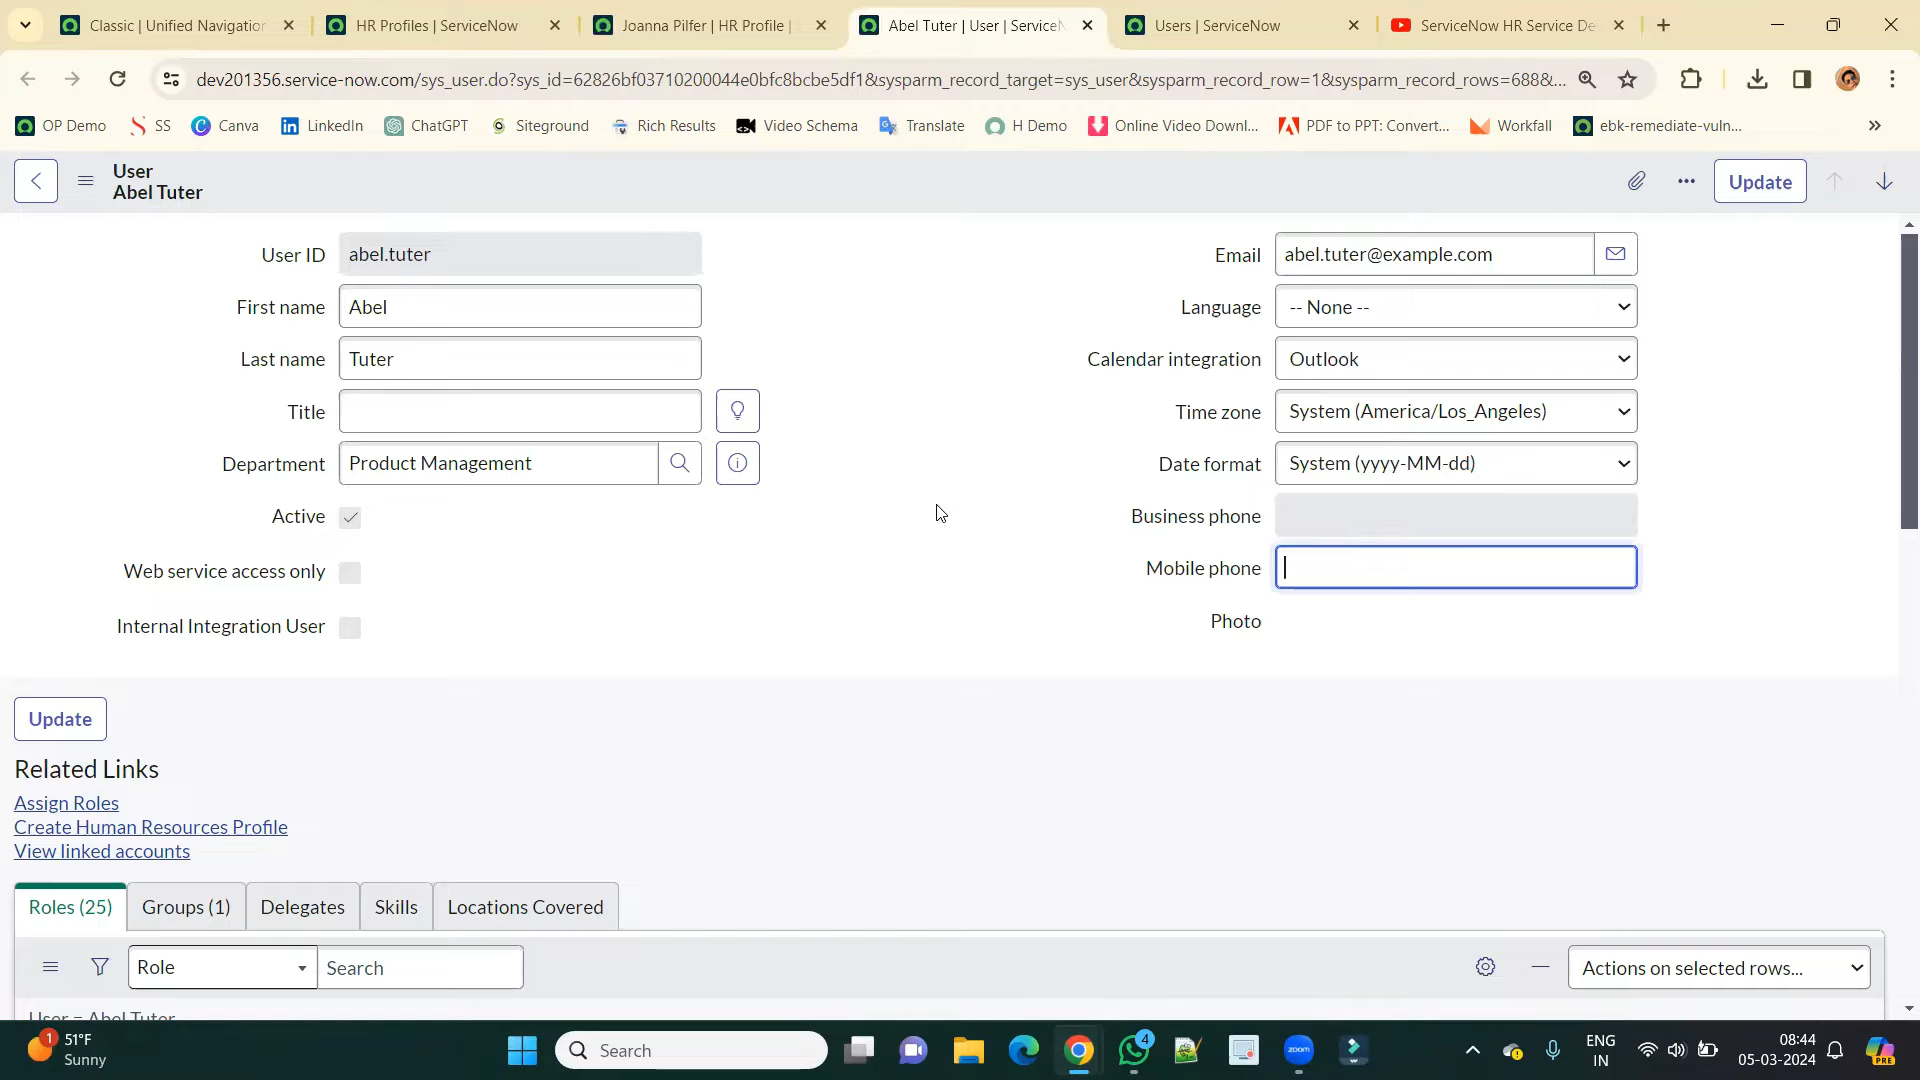 Classic | Unified Navigation
HR Profiles | ServiceNow
Joanna Pilfer | HR Profile |
Abel Tuter | User | ServiceN
Users | ServiceNow
ServiceNow HR Service De
dev201356.service-now.com/sys_user.do?sys_id=62826bf03710200044e0bfc8bcbe5df1&sysparm_record_target=sys_user&sysparm_record_row=1&sysparm_record_rows=688&...
OP Demo
SS
Canva
LinkedIn
ChatGPT
Siteground
Rich Results
Video Schema
Translate
H Demo
Online Video Downl...
PDF to PPT: Convert...
Workfall
ebk-remediate-vuln...
User
Abel Tuter
Update
User ID
abel.tuter
Email
abel.tuter@example.com
First name
Abel
Language
-- None --
Last name
Tuter
Calendar integration
Outlook
Title
Time zone
System (America/Los_Angeles)
Department
Product Management
Date format
System (yyyy-MM-dd)
Active
Business phone
Web service access only
Mobile phone
Internal Integration User
Photo
Update
Related Links
Assign Roles
Create Human Resources Profile
View linked accounts
Roles (25)
Groups (1)
Delegates
Skills
Locations Covered
Role
Search
Actions on selected rows...
User = Abel Tuter
1
51°F
Sunny
Search
4
zoom
ENG
IN
08:44
05-03-2024
PRE